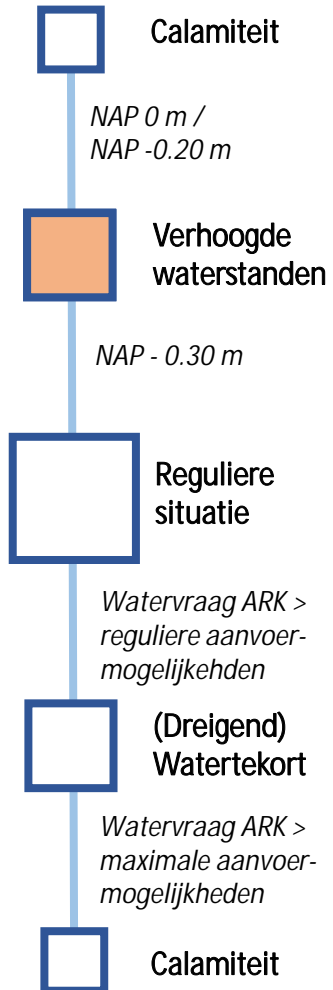 Calamiteit
NAP 0 m /
NAP -0.20 m
Verhoogde
waterstanden
NAP - 0.30 m
Reguliere
situatie
Watervraag ARK >
reguliere aanvoer-
mogelijkehden
(Dreigend)
Watertekort
Watervraag ARK >
maximale aanvoer-
mogelijkheden
Calamiteit